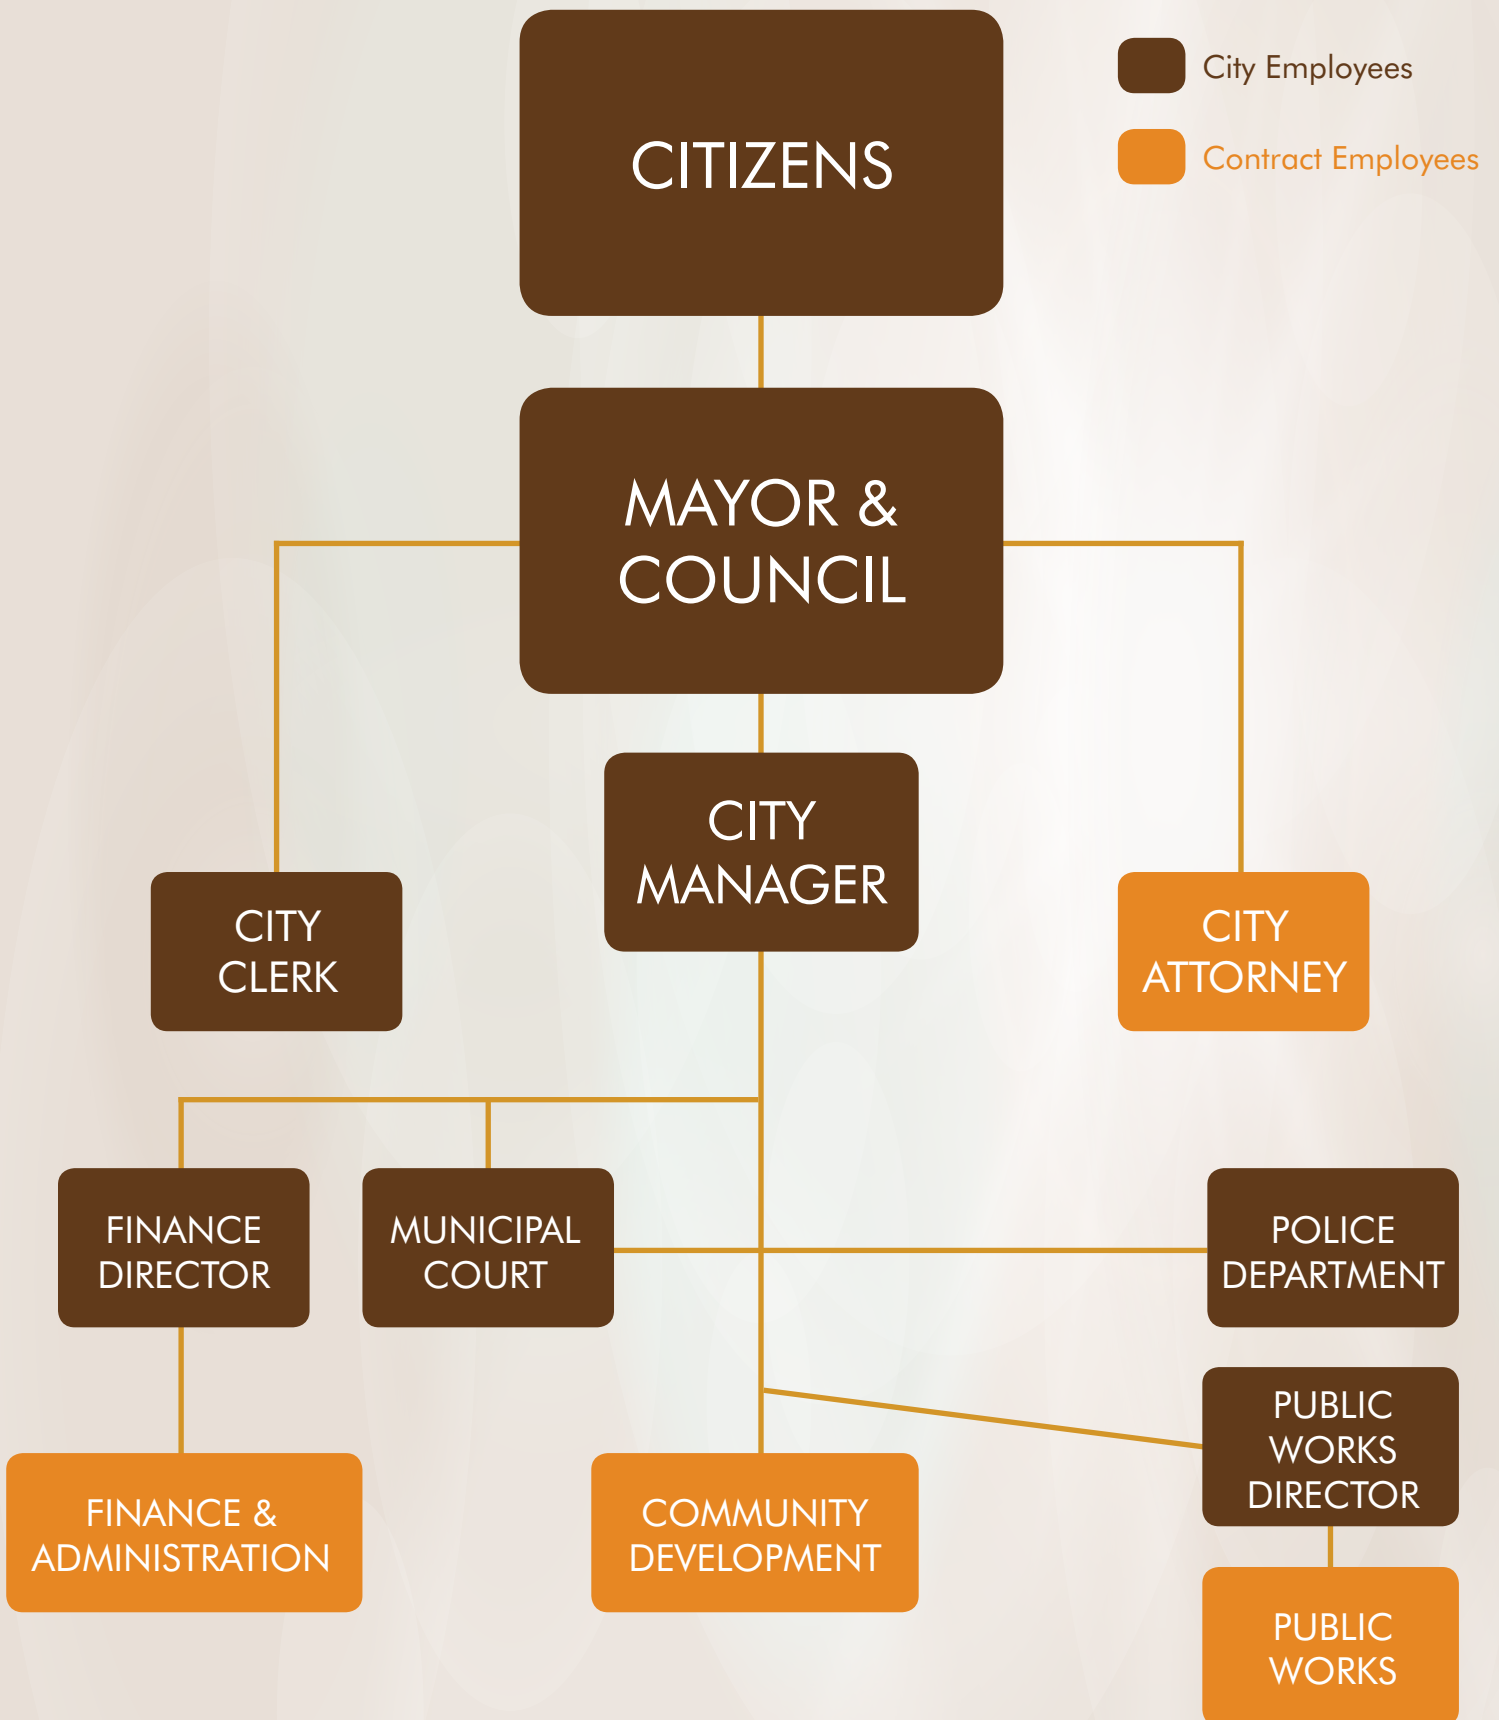 CITIZENS
City Employees
Contract Employees
MAYOR &
COUNCIL
CITY
MANAGER
CITY
CLERK
CITY
ATTORNEY
FINANCE
DIRECTOR
MUNICIPAL
COURT
POLICE
DEPARTMENT
PUBLIC
WORKS
DIRECTOR
FINANCE &
ADMINISTRATION
COMMUNITY
DEVELOPMENT
PUBLIC
WORKS